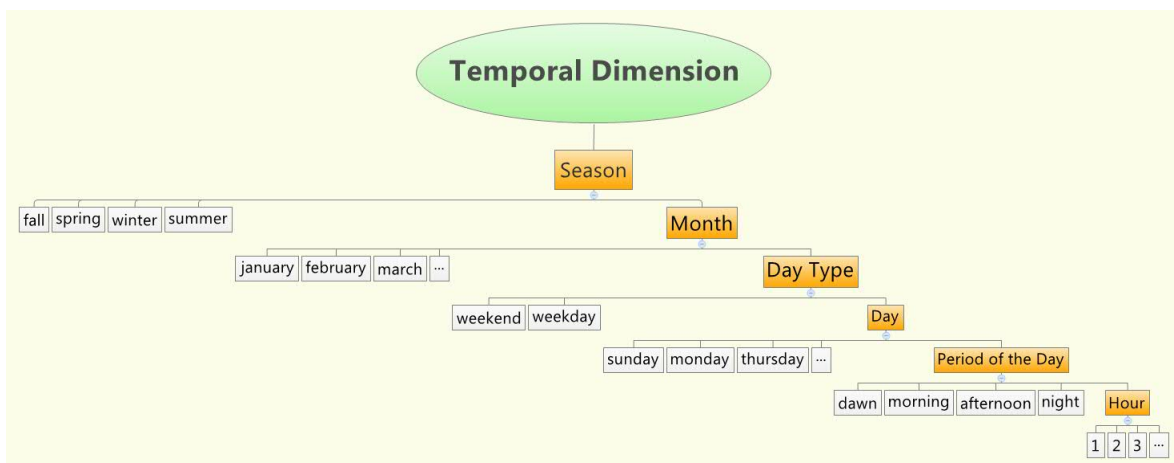 Temporal Dimension
Season
fall spring winter summer
Month
january february march ...
Day Type
weekend weekday
Day
sunday monday thursday ...
Period of the Day
dawn morning afternoon night
Hour
1 2 3 ...